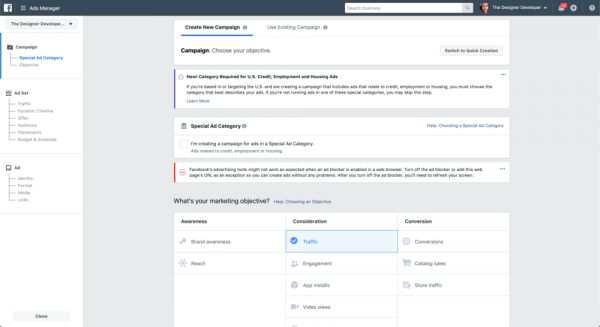 Ads Manager
Search business
The Designer Developer
The Designer Develope...
Campaign
Special Ad Category
Objective
Ad Set
Traffic
Dynamic Creative
Offer
Audience
Placements
Budget & Schedule
Ad
Identity
Format
Media
Links
Close
Create New Campaign
Use Existing Campaign
Campaign: Choose your objective.
Switch to Quick Creation
New! Category Required for U.S. Credit, Employment and Housing Ads
If you're based in or targeting the U.S. and are creating a campaign that includes ads that relate to credit, employment or housing, you must choose the
category that best describes your ads. If you're not running ads in one of these special categories, you may skip this step.
Learn More
Special Ad Category
Help: Choosing a Special Ad Category
I'm creating a campaign for ads in a Special Ad Category.
Ads related to credit, employment or housing.
Facebook's advertising tools might not work as expected when an ad blocker is enabled in a web browser. Turn off the ad blocker or add this web
page's URL as an exception so you can create ads without any problems. After you turn off the ad blocker, you'll need to refresh your screen.
What's your marketing objective?
Help: Choosing an Objective
Awareness
Consideration
Conversion
Brand awareness
Traffic
Conversions
Reach
Engagement
Catalog sales
App installs
Store traffic
Video views